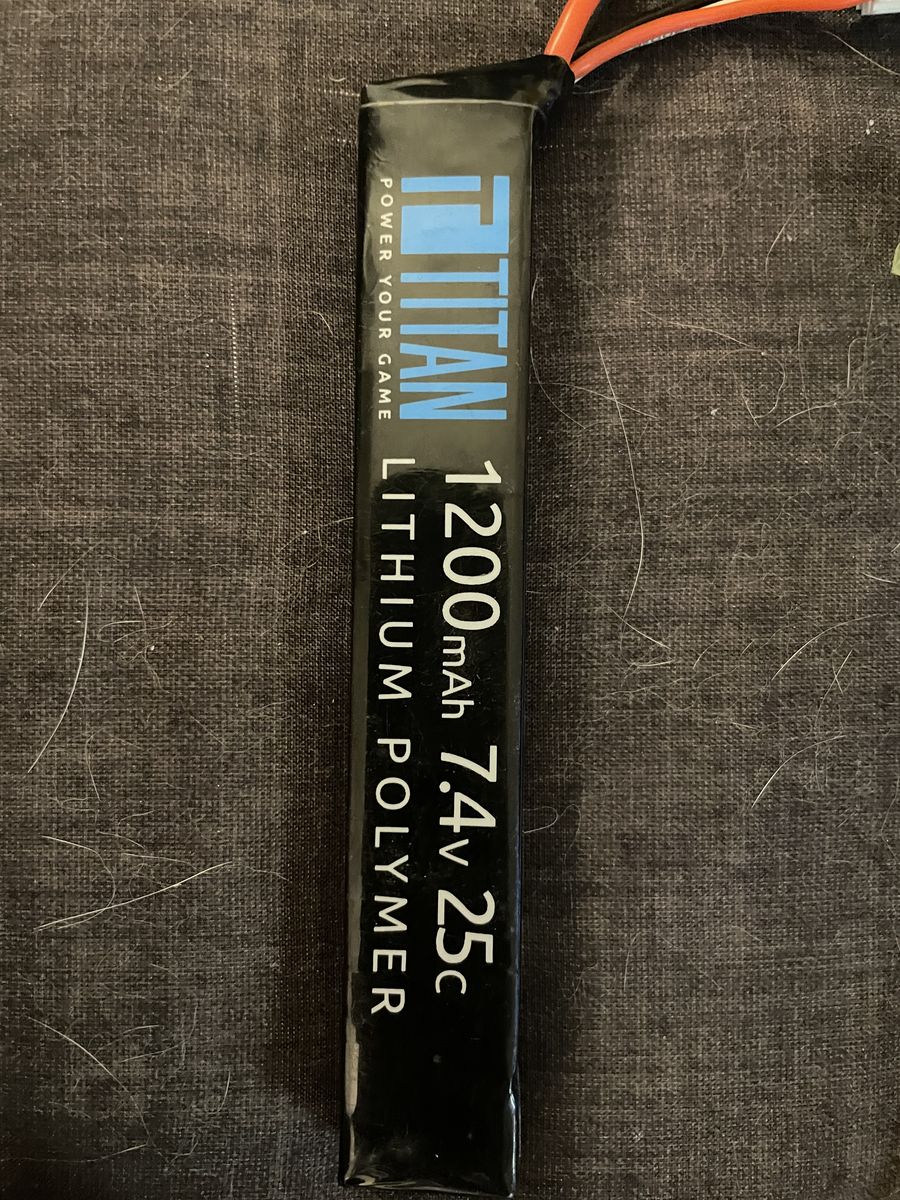 TITAN
POWER YOUR GAME
1200mAh 7.4v 25c
LITHIUM POLYMER